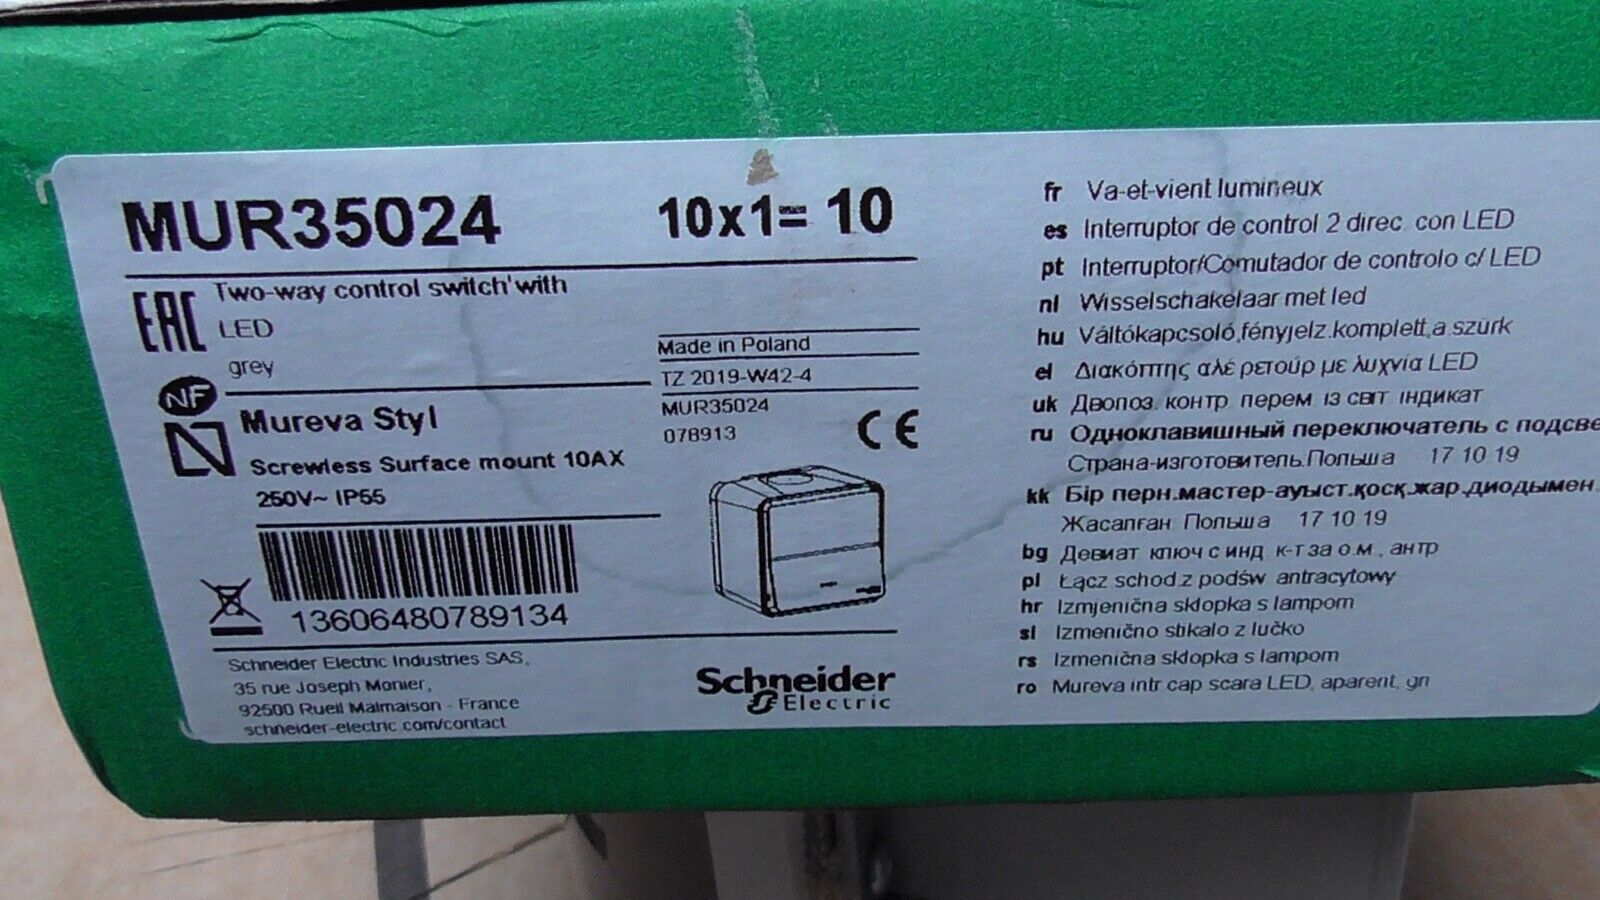 MUR35024
10x1= 10
EAC
Two-way control switch with
LED
grey
NF
Mureva Styl
Screwless Surface mount 10AX
250V~ IP55
13606480789134
Schneider Electric Industries SAS,
35 rue Joseph Monier,
92500 Rueil Malmaison - France
schneider-electric.com/contact
Made in Poland
TZ 2019-W42-4
MUR35024
078913
CE
Schneider
Electric
fr Va-et-vient lumineux
es Interruptor de control 2 direc. con LED
pt Interruptor/Comutador de controlo c/ LED
nl Wisselschakelaar met led
hu Váltókapcsoló,fényjelz.komplett,a.szürk
el Διακόπτης αλέ ρετούρ με λυχνία LED
uk Двопоз. контр. перем. із світ. індикат
ru Одноклавишный переключатель с подсве
Страна-изготовитель:Польша 17 10 19
kk Бір перн.мастер-ауыст.қосқ.жар.диодымен
Жасалған Польша 17 10 19
bg Девиат. ключ с инд. к-т за о.м., антр
pl Łącz schod.z podśw. antracytowy
hr Izmjenična sklopka s lampom
sl Izmenično stikalo z lučko
rs Izmenična sklopka s lampom
ro Mureva intr cap scara LED, aparent, gri